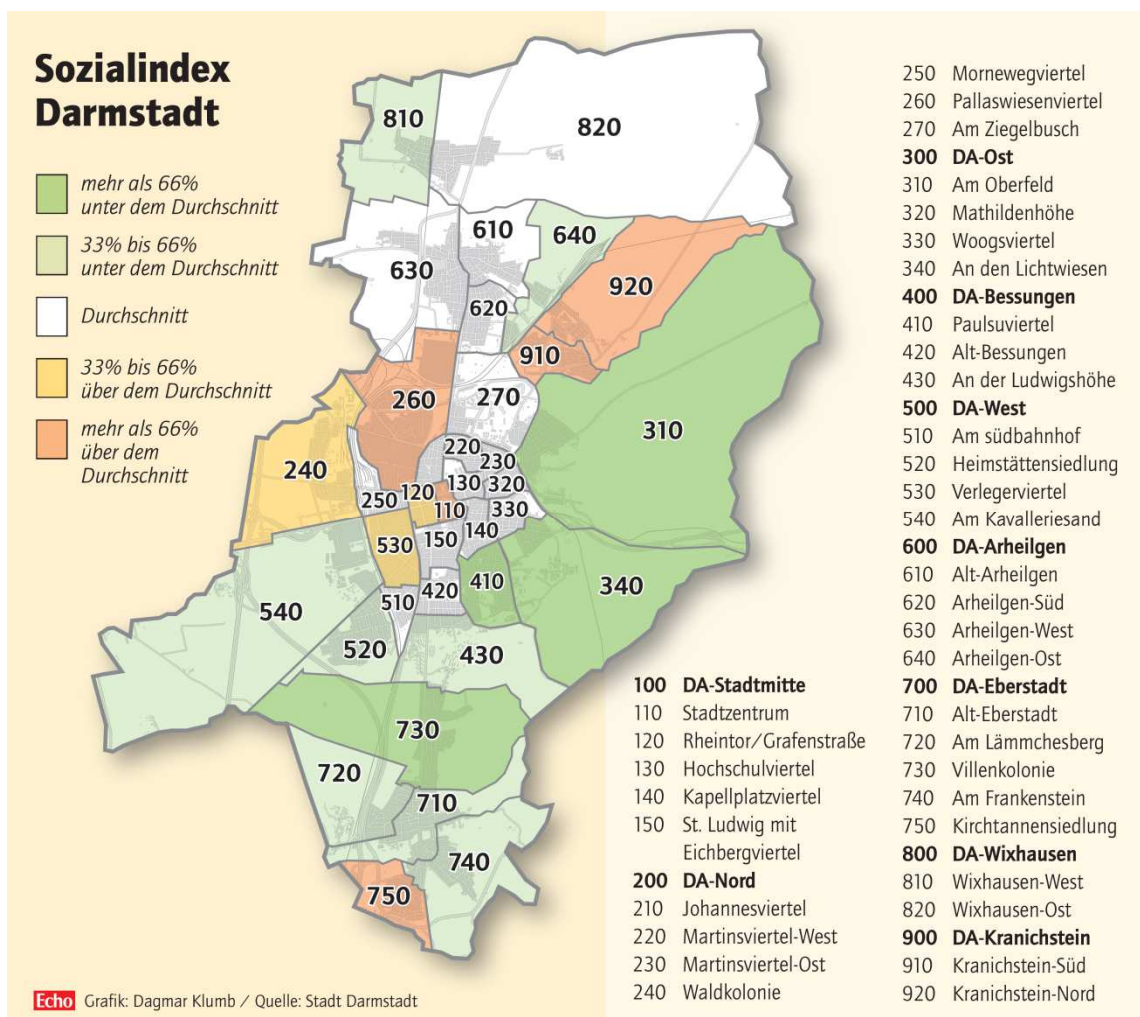 Sozialindex
Darmstadt
mehr als 66%
unter dem Durchschnitt
33% bis 66%
unter dem Durchschnitt
Durchschnitt
33% bis 66%
über dem Durchschnitt
mehr als 66%
über dem
Durchschnitt
810
820
610
640
630
920
620
910
260
270
310
220
230
240
130
320
250
120
110
330
140
150
530
340
410
420
510
540
520
430
730
720
710
740
750
100 DA-Stadtmitte
110 Stadtzentrum
120 Rheintor/Grafenstraße
130 Hochschulviertel
140 Kapellplatzviertel
150 St. Ludwig mit
Eichbergviertel
200 DA-Nord
210 Johannesviertel
220 Martinsviertel-West
230 Martinsviertel-Ost
240 Waldkolonie
250 Mornewegviertel
260 Pallaswiesenviertel
270 Am Ziegelbusch
300 DA-Ost
310 Am Oberfeld
320 Mathildenhöhe
330 Woogsviertel
340 An den Lichtwiesen
400 DA-Bessungen
410 Paulsuviertel
420 Alt-Bessungen
430 An der Ludwigshöhe
500 DA-West
510 Am südbahnhof
520 Heimstättensiedlung
530 Verlegerviertel
540 Am Kavalleriesand
600 DA-Arheilgen
610 Alt-Arheilgen
620 Arheilgen-Süd
630 Arheilgen-West
640 Arheilgen-Ost
700 DA-Eberstadt
710 Alt-Eberstadt
720 Am Lämmchesberg
730 Villenkolonie
740 Am Frankenstein
750 Kirchtannensiedlung
800 DA-Wixhausen
810 Wixhausen-West
820 Wixhausen-Ost
900 DA-Kranichstein
910 Kranichstein-Süd
920 Kranichstein-Nord
Echo Grafik: Dagmar Klumb / Quelle: Stadt Darmstadt